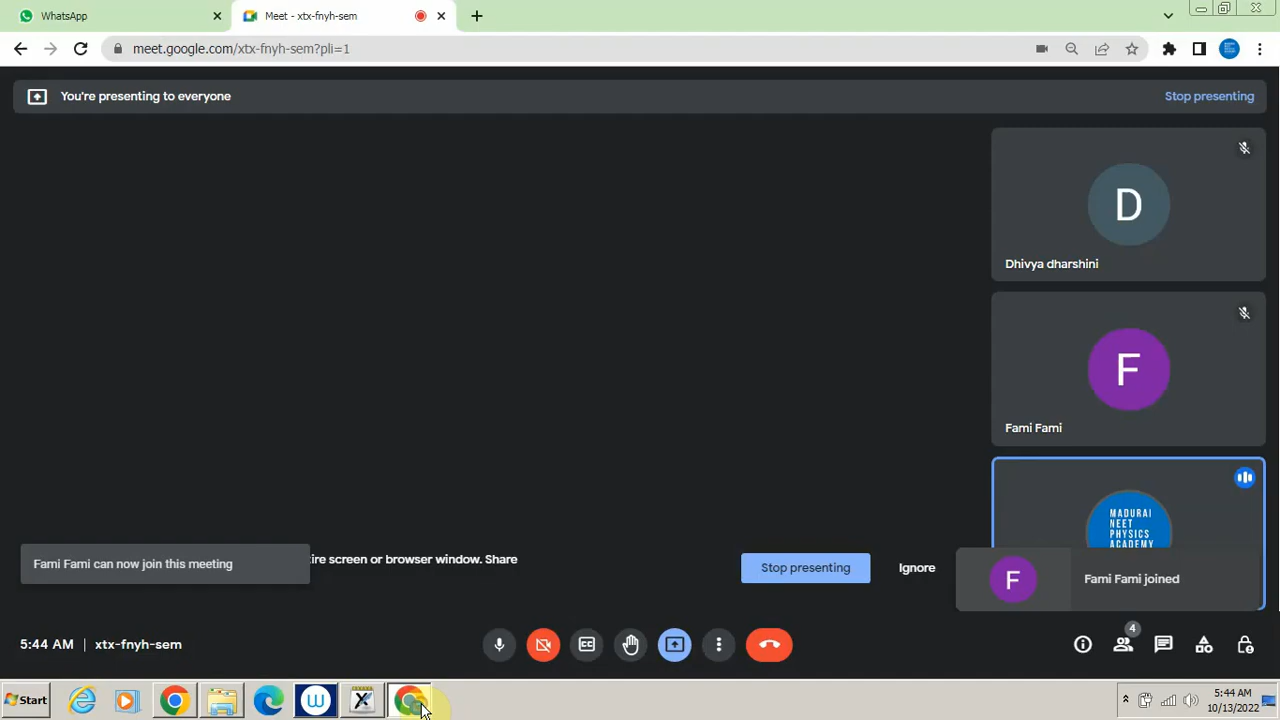 WhatsApp
Meet - xtx-fnyh-sem
meet.google.com/xtx-fnyh-sem?pli=1
You're presenting to everyone
Stop presenting
D
Dhivya dharshini
F
Fami Fami
MADURAI
NEET
PHYSICS
ACADEMY
Fami Fami can now join this meeting
tire screen or browser window. Share
Stop presenting
Ignore
F
Fami Fami joined
5:44 AM
xtx-fnyh-sem
CC
4
Start
W
X
5:44 AM
10/13/2022